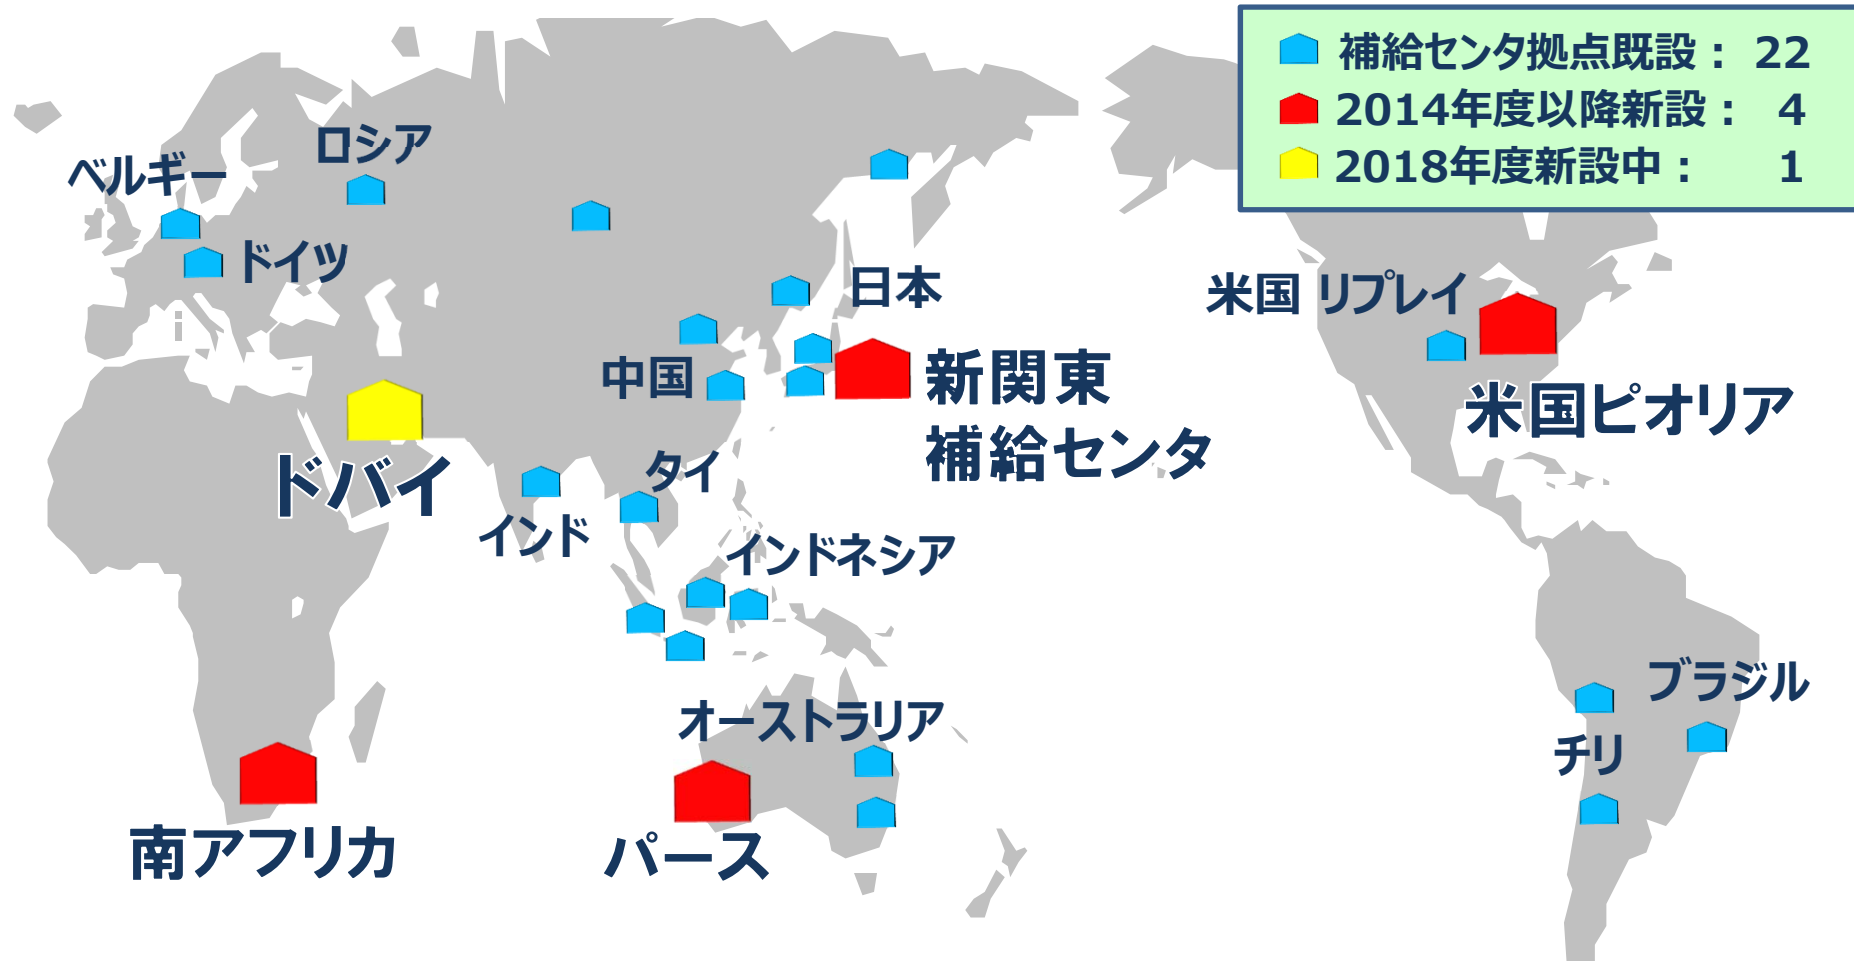 補給センタ拠点既設： 22
2014年度以降新設： 4
2018年度新設中： 1
ロシア
ベルギー
ドイツ
日本
米国 リプレイ
中国
新関東
補給センタ
米国ピオリア
ドバイ
タイ
インド
インドネシア
オーストラリア
ブラジル
チリ
南アフリカ
パース